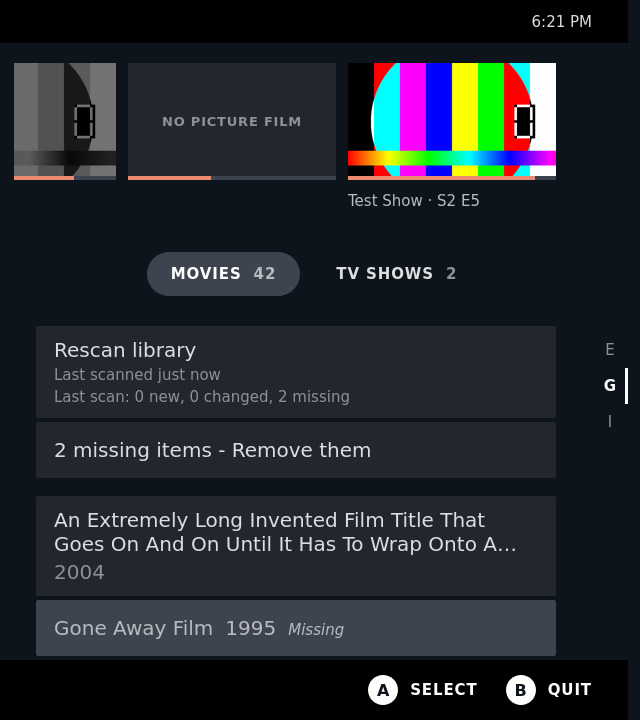 6:21 PM
NO PICTURE FILM
Test Show · S2 E5
MOVIES 42 TV SHOWS 2
Rescan library
Last scanned just now
Last scan: 0 new, 0 changed, 2 missing
2 missing items - Remove them
An Extremely Long Invented Film Title That
Goes On And On Until It Has To Wrap Onto A…
2004
Gone Away Film 1995 Missing
E
G
I
A SELECT B QUIT